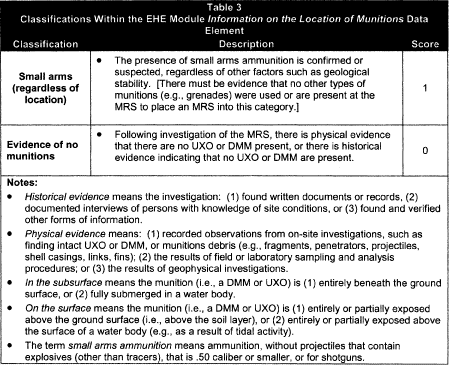 Table 3
Classifications Within the EHE Module Information on the Location of Munitions Data
Element
Classification Description Score
Small arms
(regardless of
location)
• The presence of small arms ammunition is confirmed or
suspected, regardless of other factors such as geological
stability. [There must be evidence that no other types of
munitions (e.g., grenades) were used or are present at the
MRS to place an MRS into this category.]
1
Evidence of no
munitions
• Following investigation of the MRS, there is physical evidence
that there are no UXO or DMM present, or there is historical
evidence indicating that no UXO or DMM are present.
0
Notes:
• Historical evidence means the investigation: (1) found written documents or records, (2)
documented interviews of persons with knowledge of site conditions, or (3) found and verified
other forms of information.
• Physical evidence means: (1) recorded observations from on-site investigations, such as
finding intact UXO or DMM, or munitions debris (e.g., fragments, penetrators, projectiles,
shell casings, links, fins); (2) the results of field or laboratory sampling and analysis
procedures; or (3) the results of geophysical investigations.
• In the subsurface means the munition (i.e., a DMM or UXO) is (1) entirely beneath the ground
surface, or (2) fully submerged in a water body.
• On the surface means the munition (i.e., a DMM or UXO) is (1) entirely or partially exposed
above the ground surface (i.e., above the soil layer), or (2) entirely or partially exposed above
the surface of a water body (e.g., as a result of tidal activity).
• The term small arms ammunition means ammunition, without projectiles that contain
explosives (other than tracers), that is .50 caliber or smaller, or for shotguns.